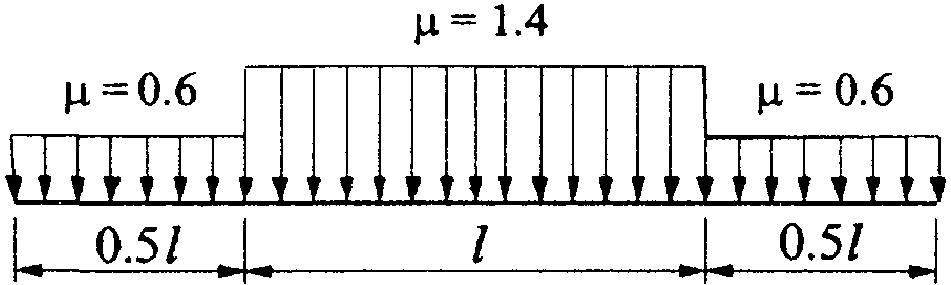 μ = 1.4
μ = 0.6 μ = 0.6
0.5l l 0.5l